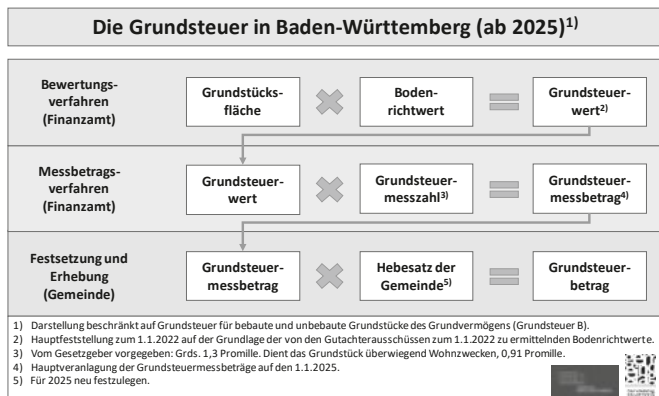 Die Grundsteuer in Baden-Württemberg (ab 2025)1)
Bewertungs-
verfahren
(Finanzamt)
Grundstücks-
fläche
Boden-
richtwert
Grundsteuer-
wert2)
Messbetrags-
verfahren
(Finanzamt)
Grundsteuer-
wert
Grundsteuer-
messzahl3)
Grundsteuer-
messbetrag4)
Festsetzung und
Erhebung
(Gemeinde)
Grundsteuer-
messbetrag
Hebesatz der
Gemeinde5)
Grundsteuer-
betrag
1) Darstellung beschränkt auf Grundsteuer für bebaute und unbebaute Grundstücke des Grundvermögens (Grundsteuer B).
2) Hauptfeststellung zum 1.1.2022 auf der Grundlage der von den Gutachterausschüssen zum 1.1.2022 zu ermittelnden Bodenrichtwerte.
3) Vom Gesetzgeber vorgegeben: Grds. 1,3 Promille. Dient das Grundstück überwiegend Wohnzwecken, 0,91 Promille.
4) Hauptveranlagung der Grundsteuermessbeträge auf den 1.1.2025.
5) Für 2025 neu festzulegen.